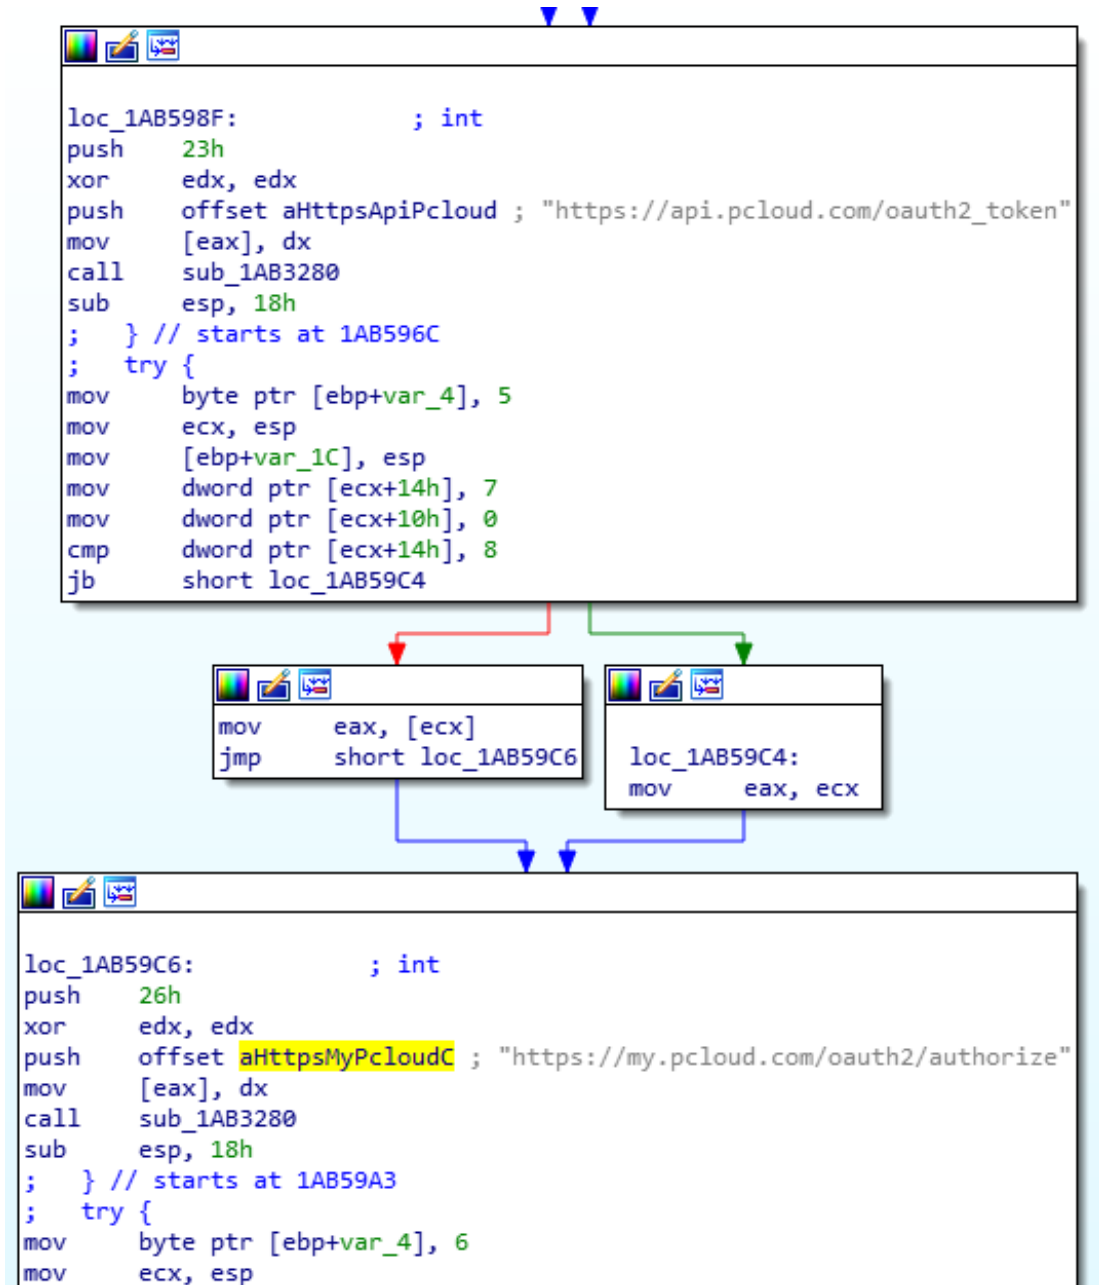 loc_1AB598F: ; int
push 23h
xor edx, edx
push offset aHttpsApiPcloud ; "https://api.pcloud.com/oauth2_token"
mov [eax], dx
call sub_1AB3280
sub esp, 18h
; } // starts at 1AB596C
; try {
mov byte ptr [ebp+var_4], 5
mov ecx, esp
mov [ebp+var_1C], esp
mov dword ptr [ecx+14h], 7
mov dword ptr [ecx+10h], 0
cmp dword ptr [ecx+14h], 8
jb short loc_1AB59C4
mov eax, [ecx]
jmp short loc_1AB59C6
loc_1AB59C4:
mov eax, ecx
loc_1AB59C6: ; int
push 26h
xor edx, edx
push offset aHttpsMyPcloudC ; "https://my.pcloud.com/oauth2/authorize"
mov [eax], dx
call sub_1AB3280
sub esp, 18h
; } // starts at 1AB59A3
; try {
mov byte ptr [ebp+var_4], 6
mov ecx, esp